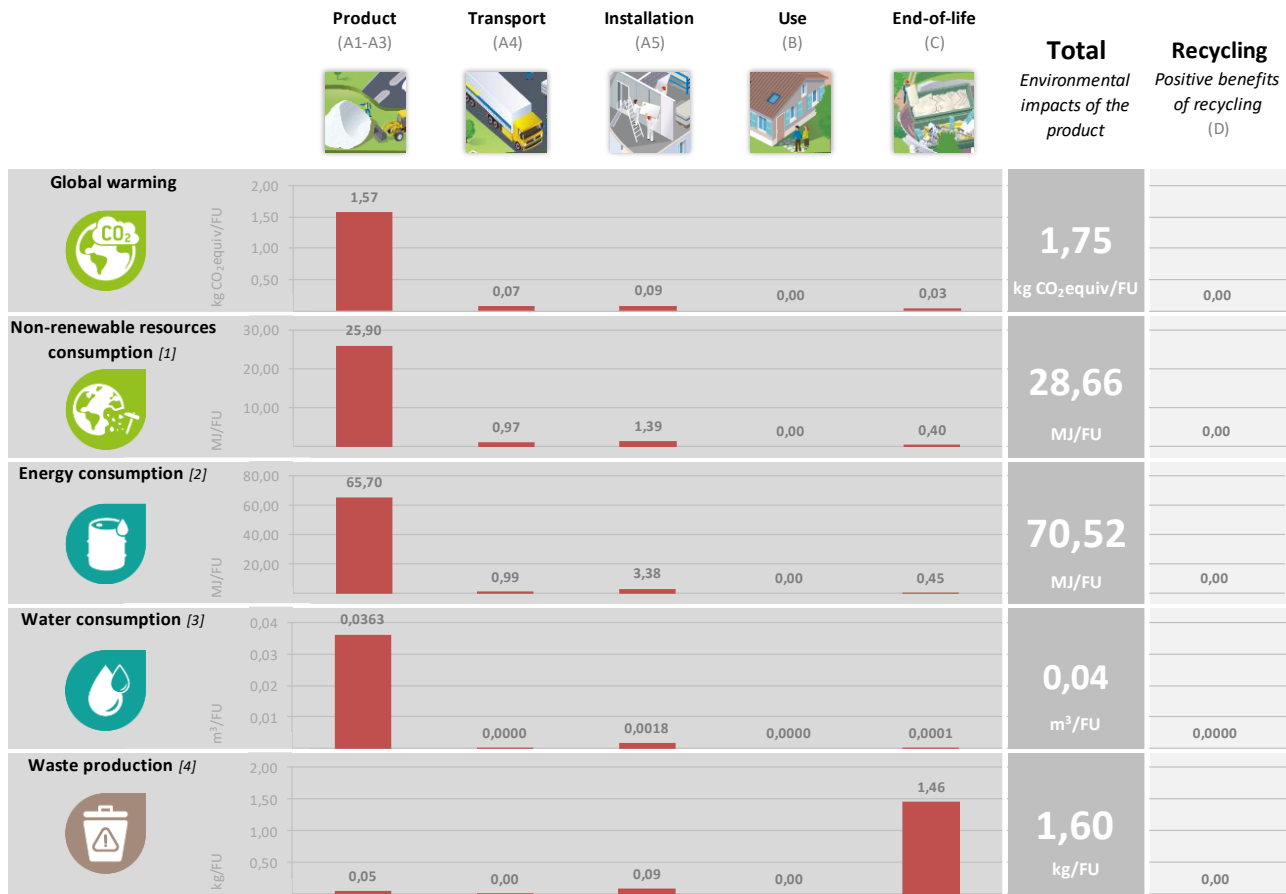 Product
(A1-A3)
Transport
(A4)
Installation
(A5)
Use
(B)
End-of-life
(C)
Total
Environmental
impacts of the
product
Recycling
Positive benefits
of recycling
(D)
Global warming
CO₂
kg CO₂equiv/FU
2,00
1,50
1,00
0,50
1,57
0,07
0,09
0,00
0,03
1,75
kg CO₂equiv/FU
0,00
Non-renewable resources
consumption [1]
MJ/FU
30,00
20,00
10,00
25,90
0,97
1,39
0,00
0,40
28,66
MJ/FU
0,00
Energy consumption [2]
MJ/FU
80,00
60,00
40,00
20,00
65,70
0,99
3,38
0,00
0,45
70,52
MJ/FU
0,00
Water consumption [3]
m³/FU
0,04
0,03
0,02
0,01
0,0363
0,0000
0,0018
0,0000
0,0001
0,04
m³/FU
0,0000
Waste production [4]
kg/FU
2,00
1,50
1,00
0,50
0,05
0,00
0,09
0,00
1,46
1,60
kg/FU
0,00